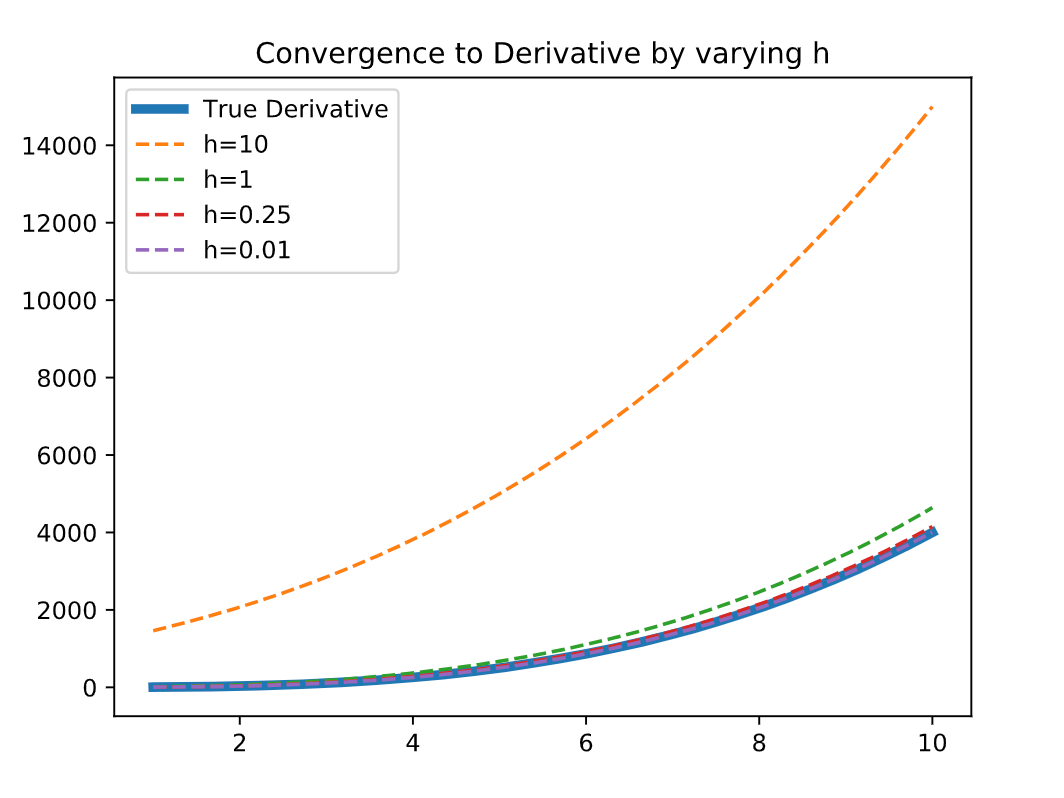 Convergence to Derivative by varying h
True Derivative
h=10
h=1
h=0.25
h=0.01
14000
12000
10000
8000
6000
4000
2000
0
2 4 6 8 10